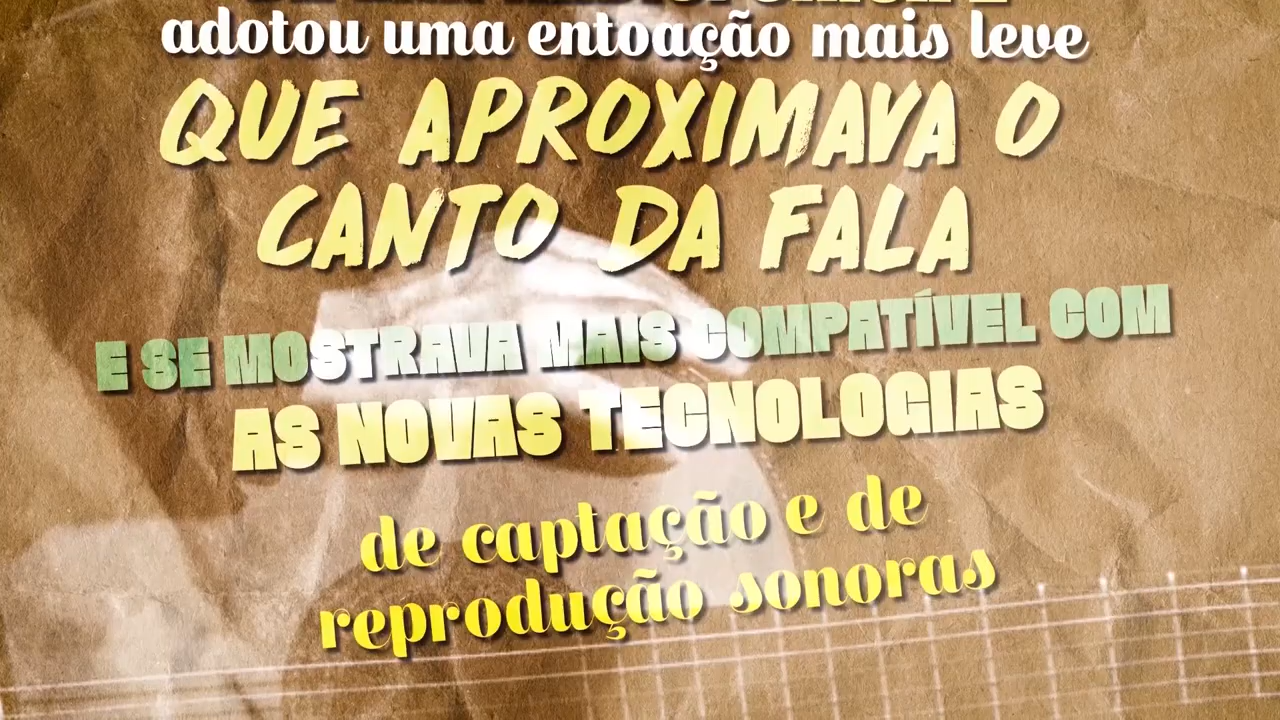 adotou uma entoação mais leve
QUE APROXIMAVA O
CANTO DA FALA
E SE MOSTRAVA MAIS COMPATÍVEL COM
AS NOVAS TECNOLOGIAS
de captação e de
reprodução sonoras